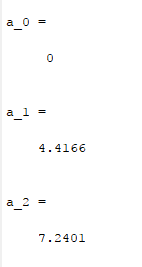 a_0 =
0
a_1 =
4.4166
a_2 =
7.2401